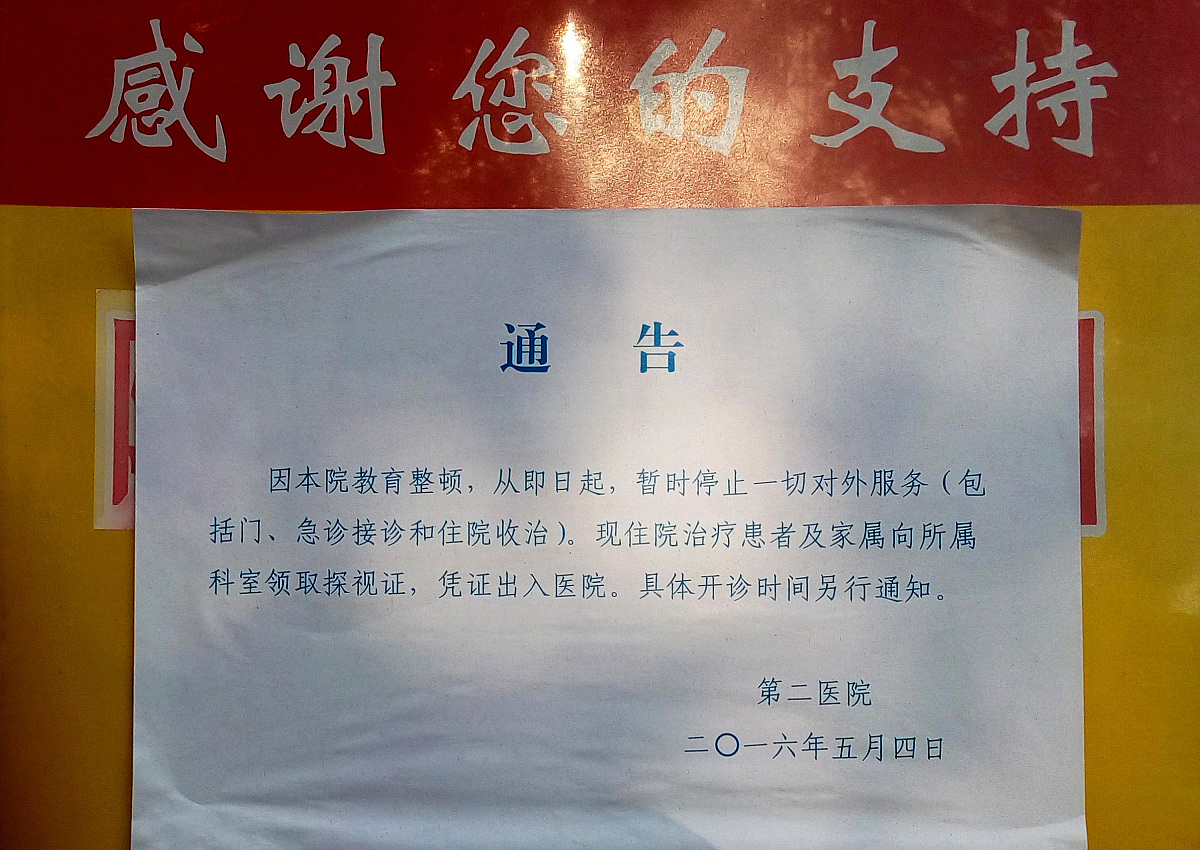 感谢您的支持
通 告
因本院教育整顿，从即日起，暂时停止一切对外服务（包
括门、急诊接诊和住院收治）。现住院治疗患者及家属向所属
科室领取探视证，凭证出入医院。具体开诊时间另行通知。
第二医院
二〇一六年五月四日